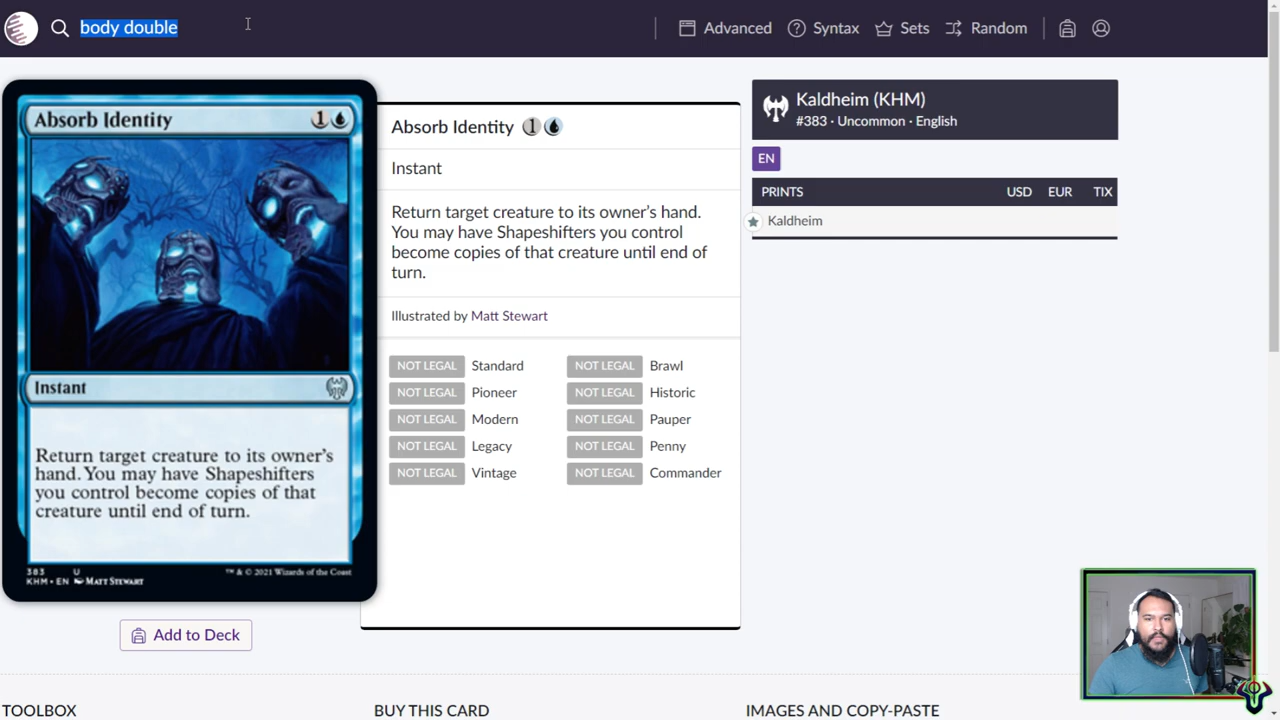 body double
Advanced
Syntax
Sets
Random
Absorb Identity 1
Instant
Return target creature to its owner's
hand. You may have Shapeshifters
you control become copies of that
creature until end of turn.
383 U
KHM • EN MATT STEWART
™ & © 2021 Wizards of the Coast
Add to Deck
Absorb Identity 1
Instant
Return target creature to its owner's hand.
You may have Shapeshifters you control
become copies of that creature until end of
turn.
Illustrated by Matt Stewart
NOT LEGAL Standard NOT LEGAL Brawl
NOT LEGAL Pioneer NOT LEGAL Historic
NOT LEGAL Modern NOT LEGAL Pauper
NOT LEGAL Legacy NOT LEGAL Penny
NOT LEGAL Vintage NOT LEGAL Commander
Kaldheim (KHM)
#383 · Uncommon · English
EN
PRINTS USD EUR TIX
Kaldheim
TOOLBOX
BUY THIS CARD
IMAGES AND COPY-PASTE